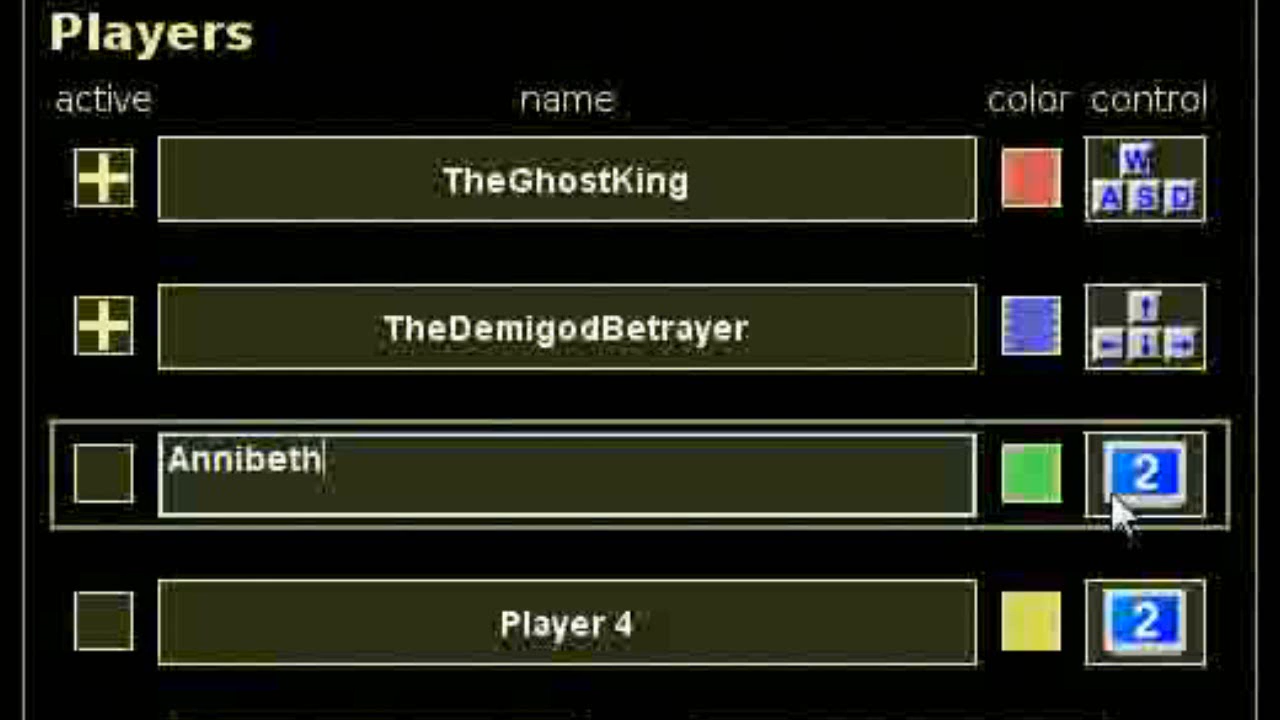 Players
active name color control
TheGhostKing W
A S D
TheDemigodBetrayer
Annibeth 2
Player 4 2